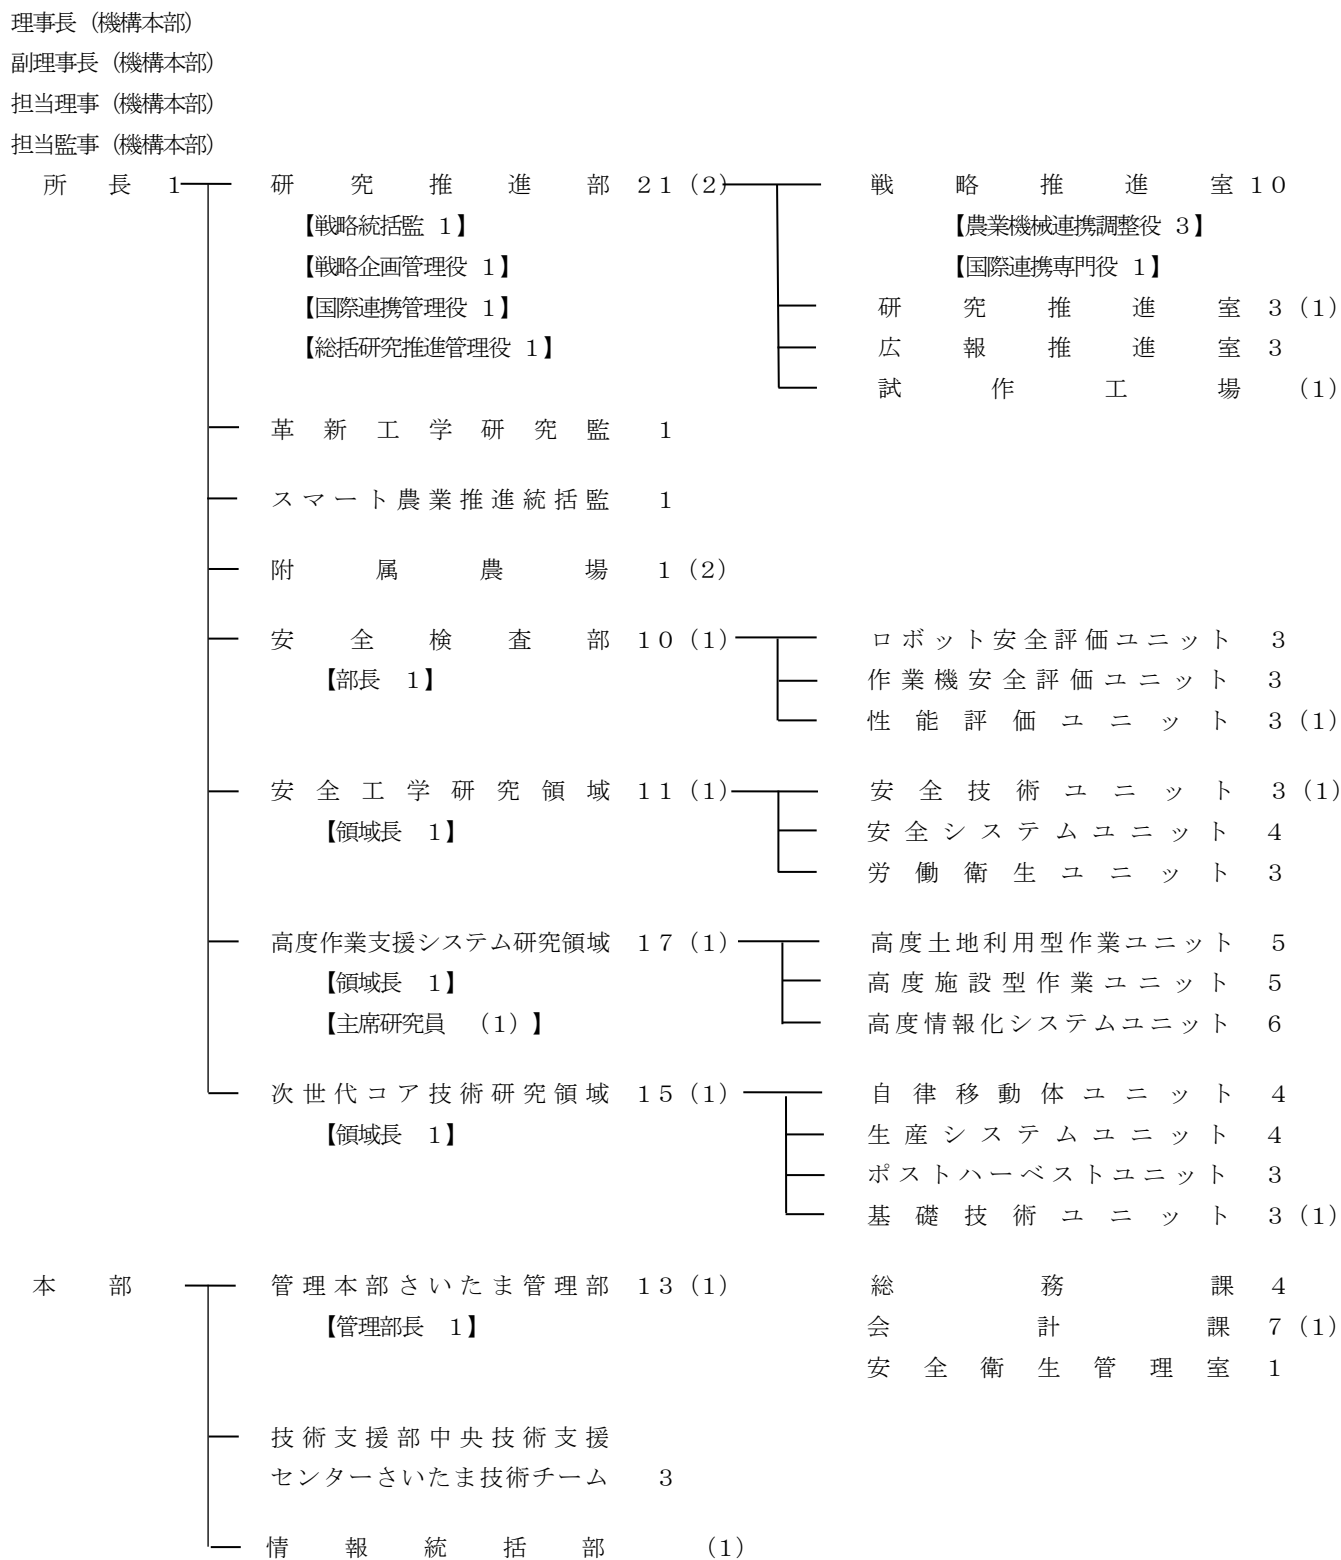 理事長（機構本部）
副理事長（機構本部）
担当理事（機構本部）
担当監事（機構本部）
所長 1 研究推進部 21（2） 戦略推進室 10
【戦略統括監 1】 【農業機械連携調整役 3】
【戦略企画管理役 1】 【国際連携専門役 1】
【国際連携管理役 1】 研究推進室 3（1）
【総括研究推進管理役 1】 広報推進室 3
試作工場 （1）
革新工学研究監 1
スマート農業推進統括監 1
附属農場 1（2）
安全検査部 10（1） ロボット安全評価ユニット 3
【部長 1】 作業機安全評価ユニット 3
性能評価ユニット 3（1）
安全工学研究領域 11（1） 安全技術ユニット 3（1）
【領域長 1】 安全システムユニット 4
労働衛生ユニット 3
高度作業支援システム研究領域 17（1） 高度土地利用型作業ユニット 5
【領域長 1】 高度施設型作業ユニット 5
【主席研究員 （1）】 高度情報化システムユニット 6
次世代コア技術研究領域 15（1） 自律移動体ユニット 4
【領域長 1】 生産システムユニット 4
ポストハーベストユニット 3
基礎技術ユニット 3（1）
本部 管理本部さいたま管理部 13（1） 総務課 4
【管理部長 1】 会計課 7（1）
安全衛生管理室 1
技術支援部中央技術支援
センターさいたま技術チーム 3
情報統括部 （1）